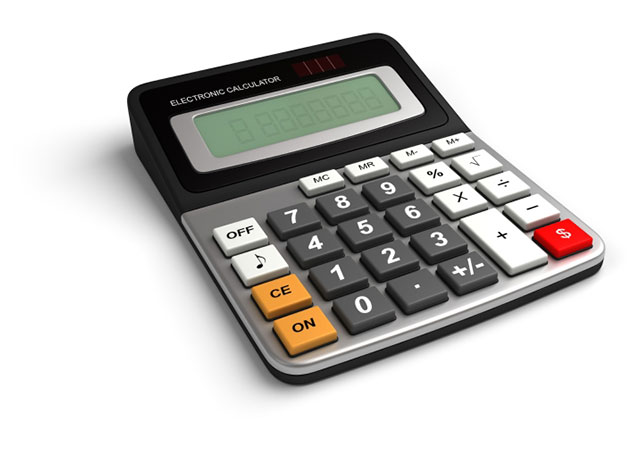 ELECTRONIC CALCULATOR
MC MR M- M+
OFF 7 8 9 % √
♪ 4 5 6 X ÷
CE 1 2 3 + −
ON 0 . +/- $